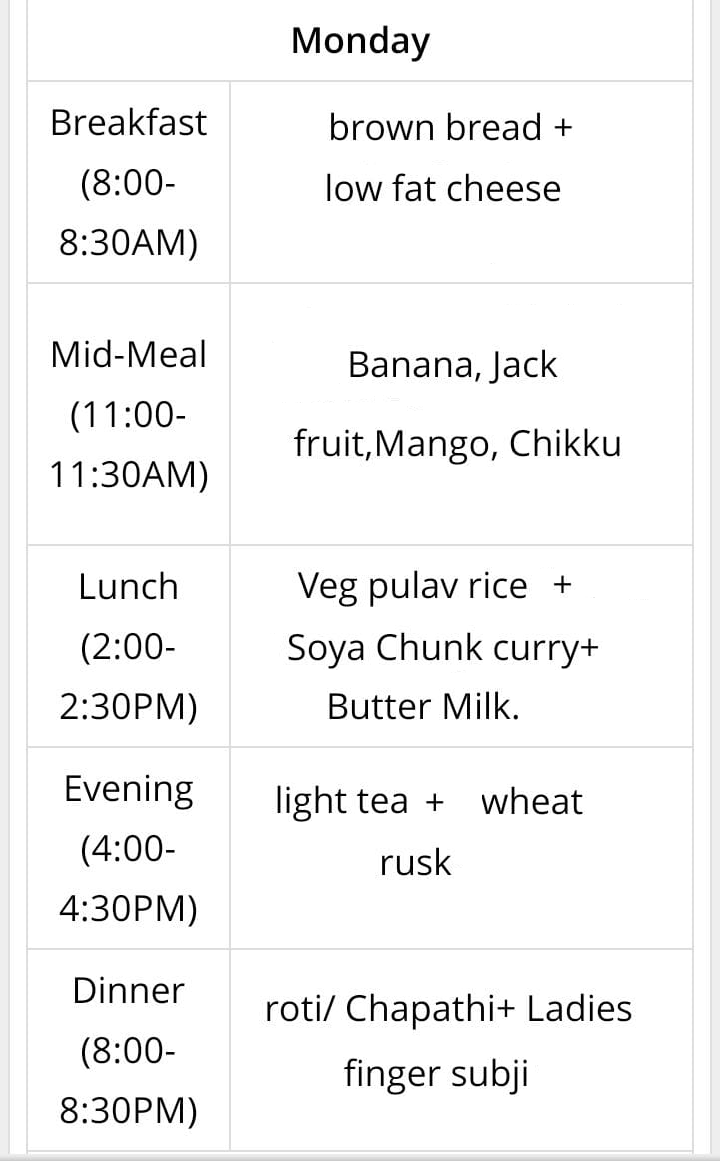 Monday
Breakfast
(8:00-
8:30AM)
brown bread +
low fat cheese
Mid-Meal
(11:00-
11:30AM)
Banana, Jack
fruit,Mango, Chikku
Lunch
(2:00-
2:30PM)
Veg pulav rice +
Soya Chunk curry+
Butter Milk.
Evening
(4:00-
4:30PM)
light tea + wheat
rusk
Dinner
(8:00-
8:30PM)
roti/ Chapathi+ Ladies
finger subji